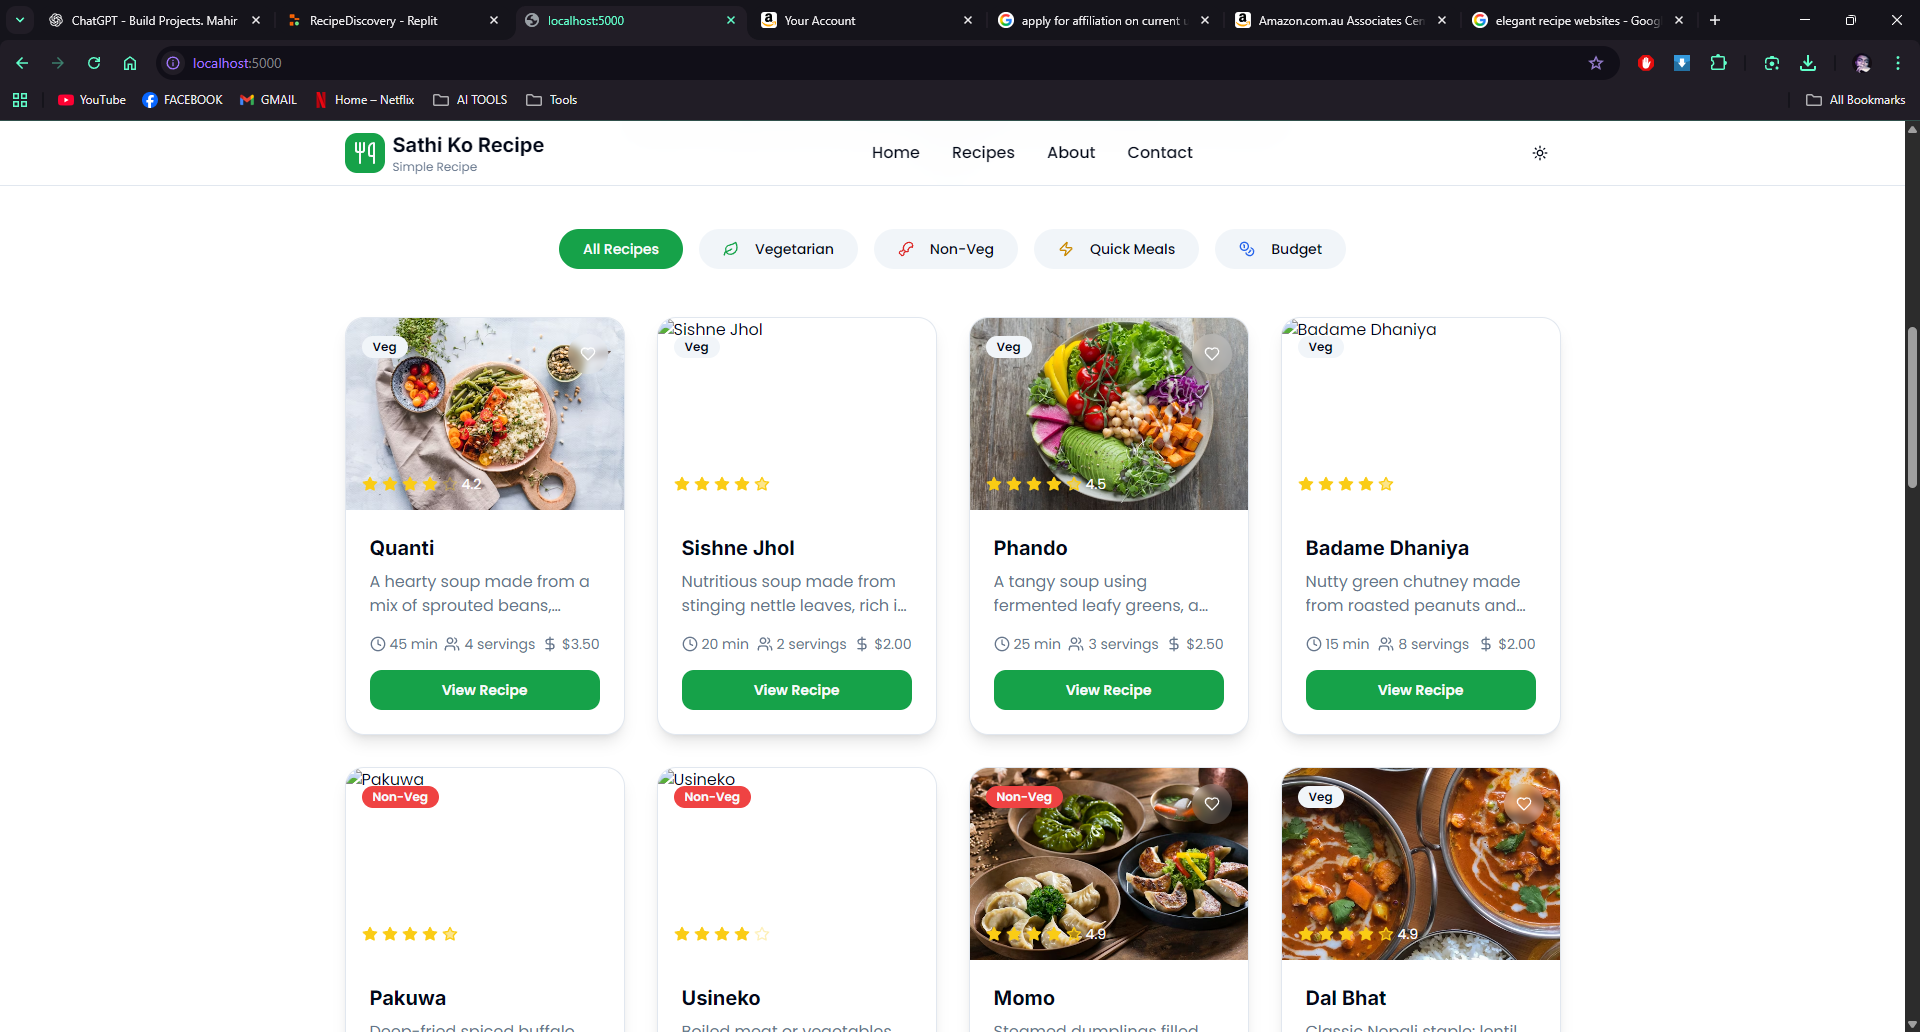 ChatGPT - Build Projects. Mahir
RecipeDiscovery - Replit
localhost:5000
Your Account
apply for affiliation on current
Amazon.com.au Associates Cen
elegant recipe websites - Goog
localhost:5000
YouTube
FACEBOOK
GMAIL
Home – Netflix
AI TOOLS
Tools
All Bookmarks
Sathi Ko Recipe
Simple Recipe
Home
Recipes
About
Contact
All Recipes
Vegetarian
Non-Veg
Quick Meals
Budget
Veg
4.2
Quanti
A hearty soup made from a
mix of sprouted beans,...
45 min
4 servings
$3.50
View Recipe
Sishne Jhol
Veg
Sishne Jhol
Nutritious soup made from
stinging nettle leaves, rich i...
20 min
2 servings
$2.00
View Recipe
Veg
4.5
Phando
A tangy soup using
fermented leafy greens, a...
25 min
3 servings
$2.50
View Recipe
Badame Dhaniya
Veg
Badame Dhaniya
Nutty green chutney made
from roasted peanuts and...
15 min
8 servings
$2.00
View Recipe
Pakuwa
Non-Veg
Pakuwa
Deep-fried spiced buffalo
Usineko
Non-Veg
Usineko
Boiled meat or vegetables
Non-Veg
4.9
Momo
Steamed dumplings filled
Veg
4.9
Dal Bhat
Classic Nepali staple: lentil